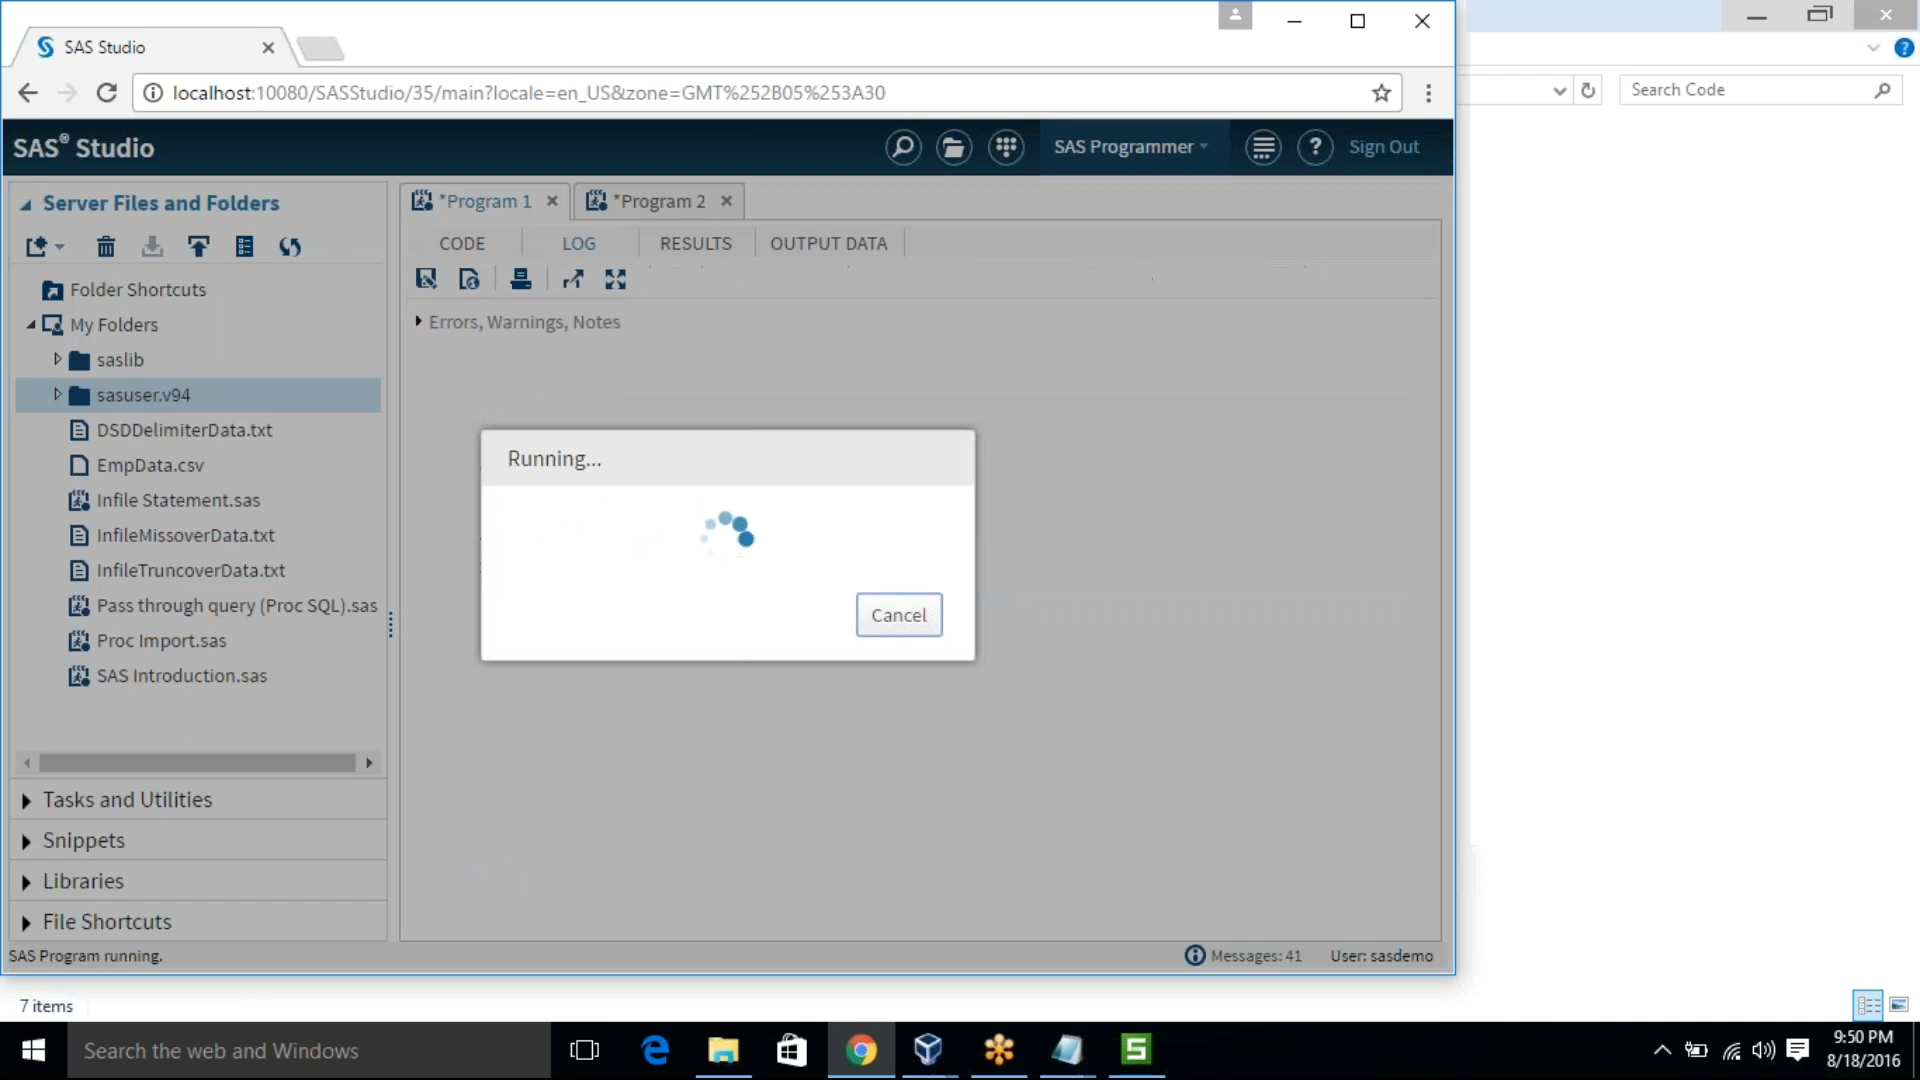 SAS Studio
localhost:10080/SASStudio/35/main?locale=en_US&zone=GMT%252B05%253A30
Search Code
SAS® Studio
SAS Programmer
?
Sign Out
Server Files and Folders
*Program 1
*Program 2
CODE
LOG
RESULTS
OUTPUT DATA
Folder Shortcuts
My Folders
saslib
sasuser.v94
DSDDelimiterData.txt
EmpData.csv
Infile Statement.sas
InfileMissoverData.txt
InfileTruncoverData.txt
Pass through query (Proc SQL).sas
Proc Import.sas
SAS Introduction.sas
Errors, Warnings, Notes
Running...
Cancel
Tasks and Utilities
Snippets
Libraries
File Shortcuts
SAS Program running.
Messages: 41
User: sasdemo
7 items
Search the web and Windows
9:50 PM
8/18/2016